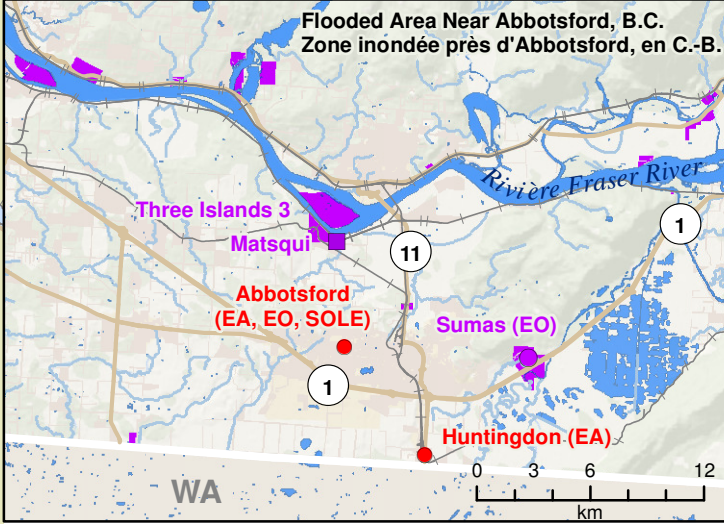 Flooded Area Near Abbotsford, B.C.
Zone inondée près d'Abbotsford, en C.-B.
Rivière Fraser River
Three Islands 3
Matsqui
1
11
Abbotsford
(EA, EO, SOLE)
Sumas (EO)
1
Huntingdon (EA)
WA
0 3 6 12
km